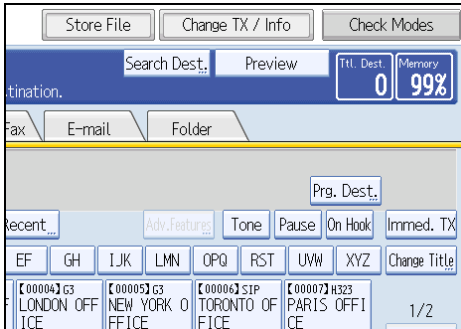 Store File Change TX / Info Check Modes
Search Dest. Preview Ttl. Dest. Memory
tination. 0 99%
Fax E-mail Folder
Prg. Dest.
Recent Adv.Features Tone Pause On Hook Immed. TX
EF GH IJK LMN OPQ RST UVW XYZ Change Title
【00004】G3 【00005】G3 【00006】SIP 【00007】H323
F LONDON OFF NEW YORK O TORONTO OF PARIS OFFI 1/2
ICE FFICE FICE CE